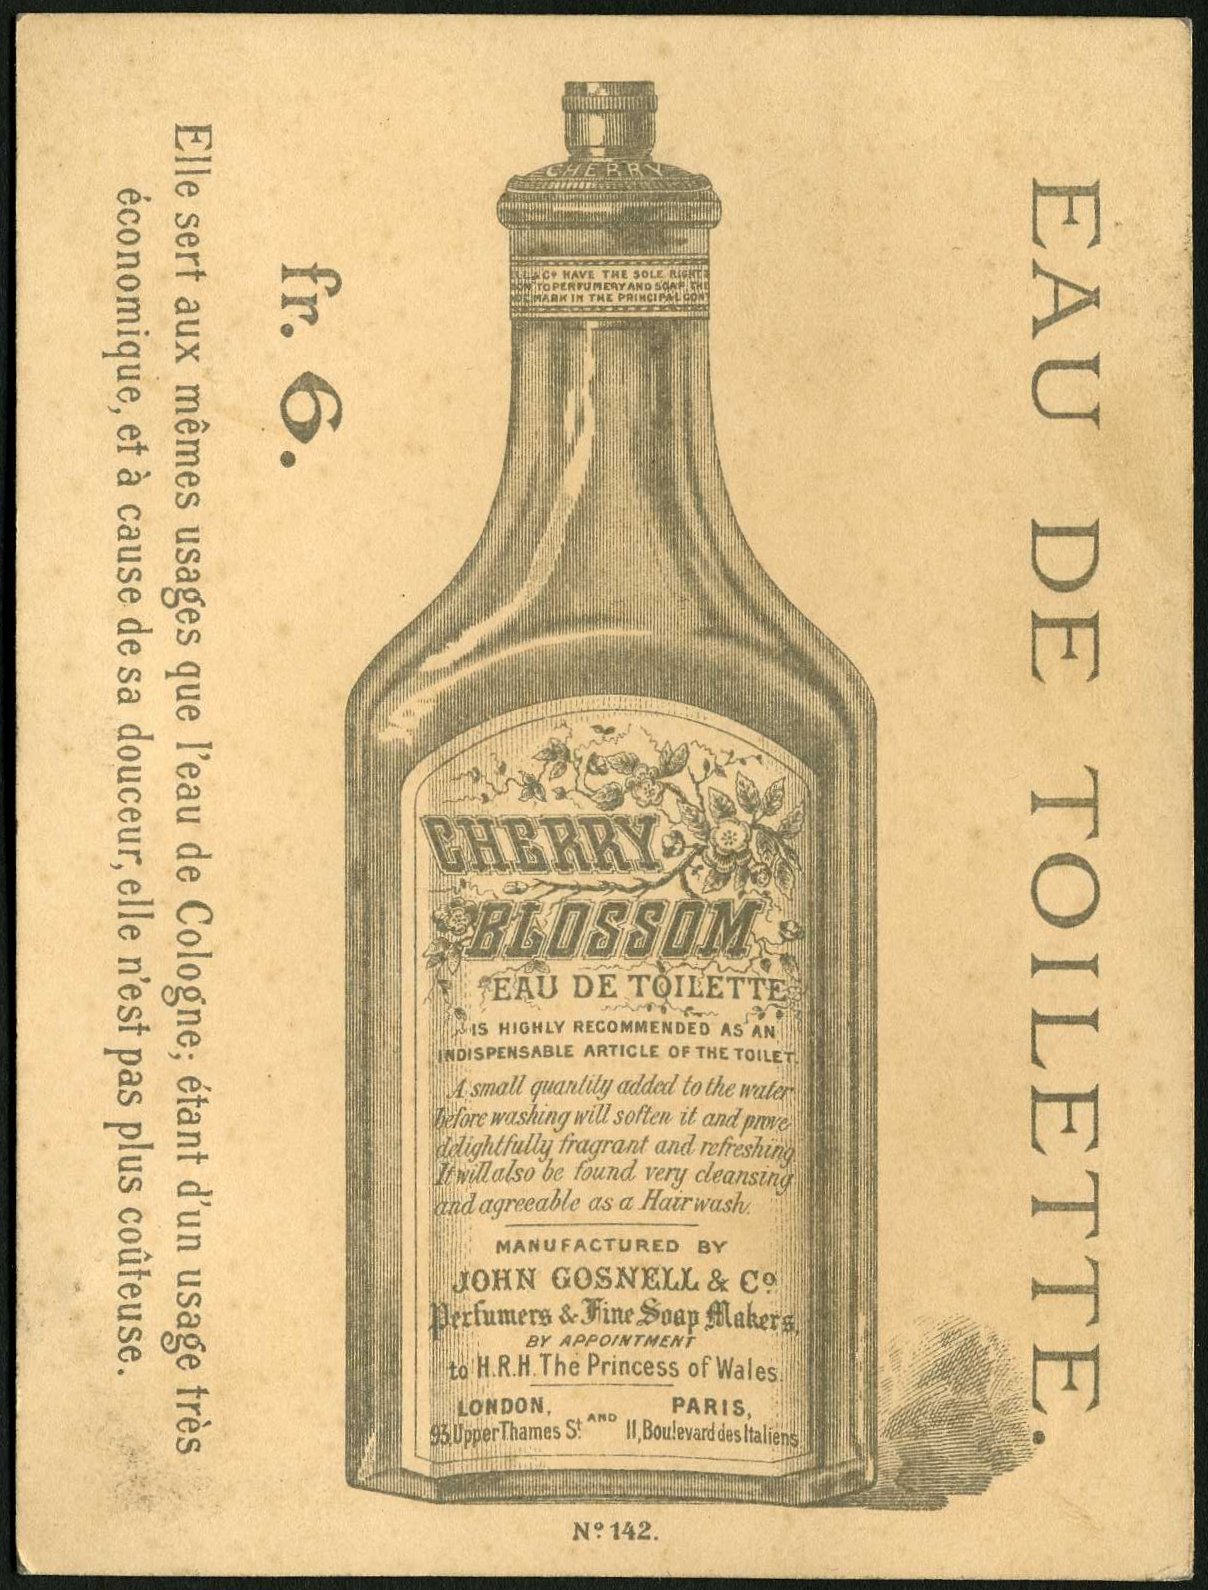 EAU DE TOILETTE.
CHERRY
LL & Cº HAVE THE SOLE RIGHT
TO PERFUMERY AND SOAP, THE
MARK IN THE PRINCIPAL
CHERRY
BLOSSOM
EAU DE TOILETTE
IS HIGHLY RECOMMENDED AS AN
INDISPENSABLE ARTICLE OF THE TOILET.
A small quantity added to the water
before washing will soften it and prove
delightfully fragrant and refreshing
It will also be found very cleansing
and agreeable as a Hairwash.
MANUFACTURED BY
JOHN GOSNELL & Cº
Perfumers & Fine Soap Makers,
BY APPOINTMENT
to H.R.H. The Princess of Wales.
LONDON, AND PARIS,
93, Upper Thames St. 11, Boulevard des Italiens
Nº 142.
fr. 6.
Elle sert aux mêmes usages que l'eau de Cologne; étant d'un usage très
économique, et à cause de sa douceur, elle n'est pas plus coûteuse.